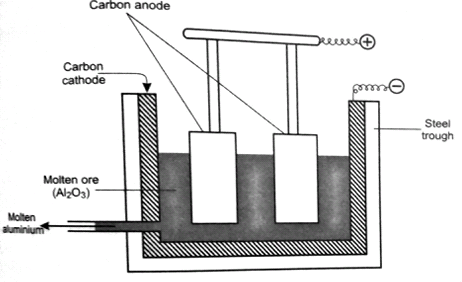 Carbon anode
+
Carbon
cathode
−
Steel
trough
Molten ore
(Al₂O₃)
Molten
aluminium